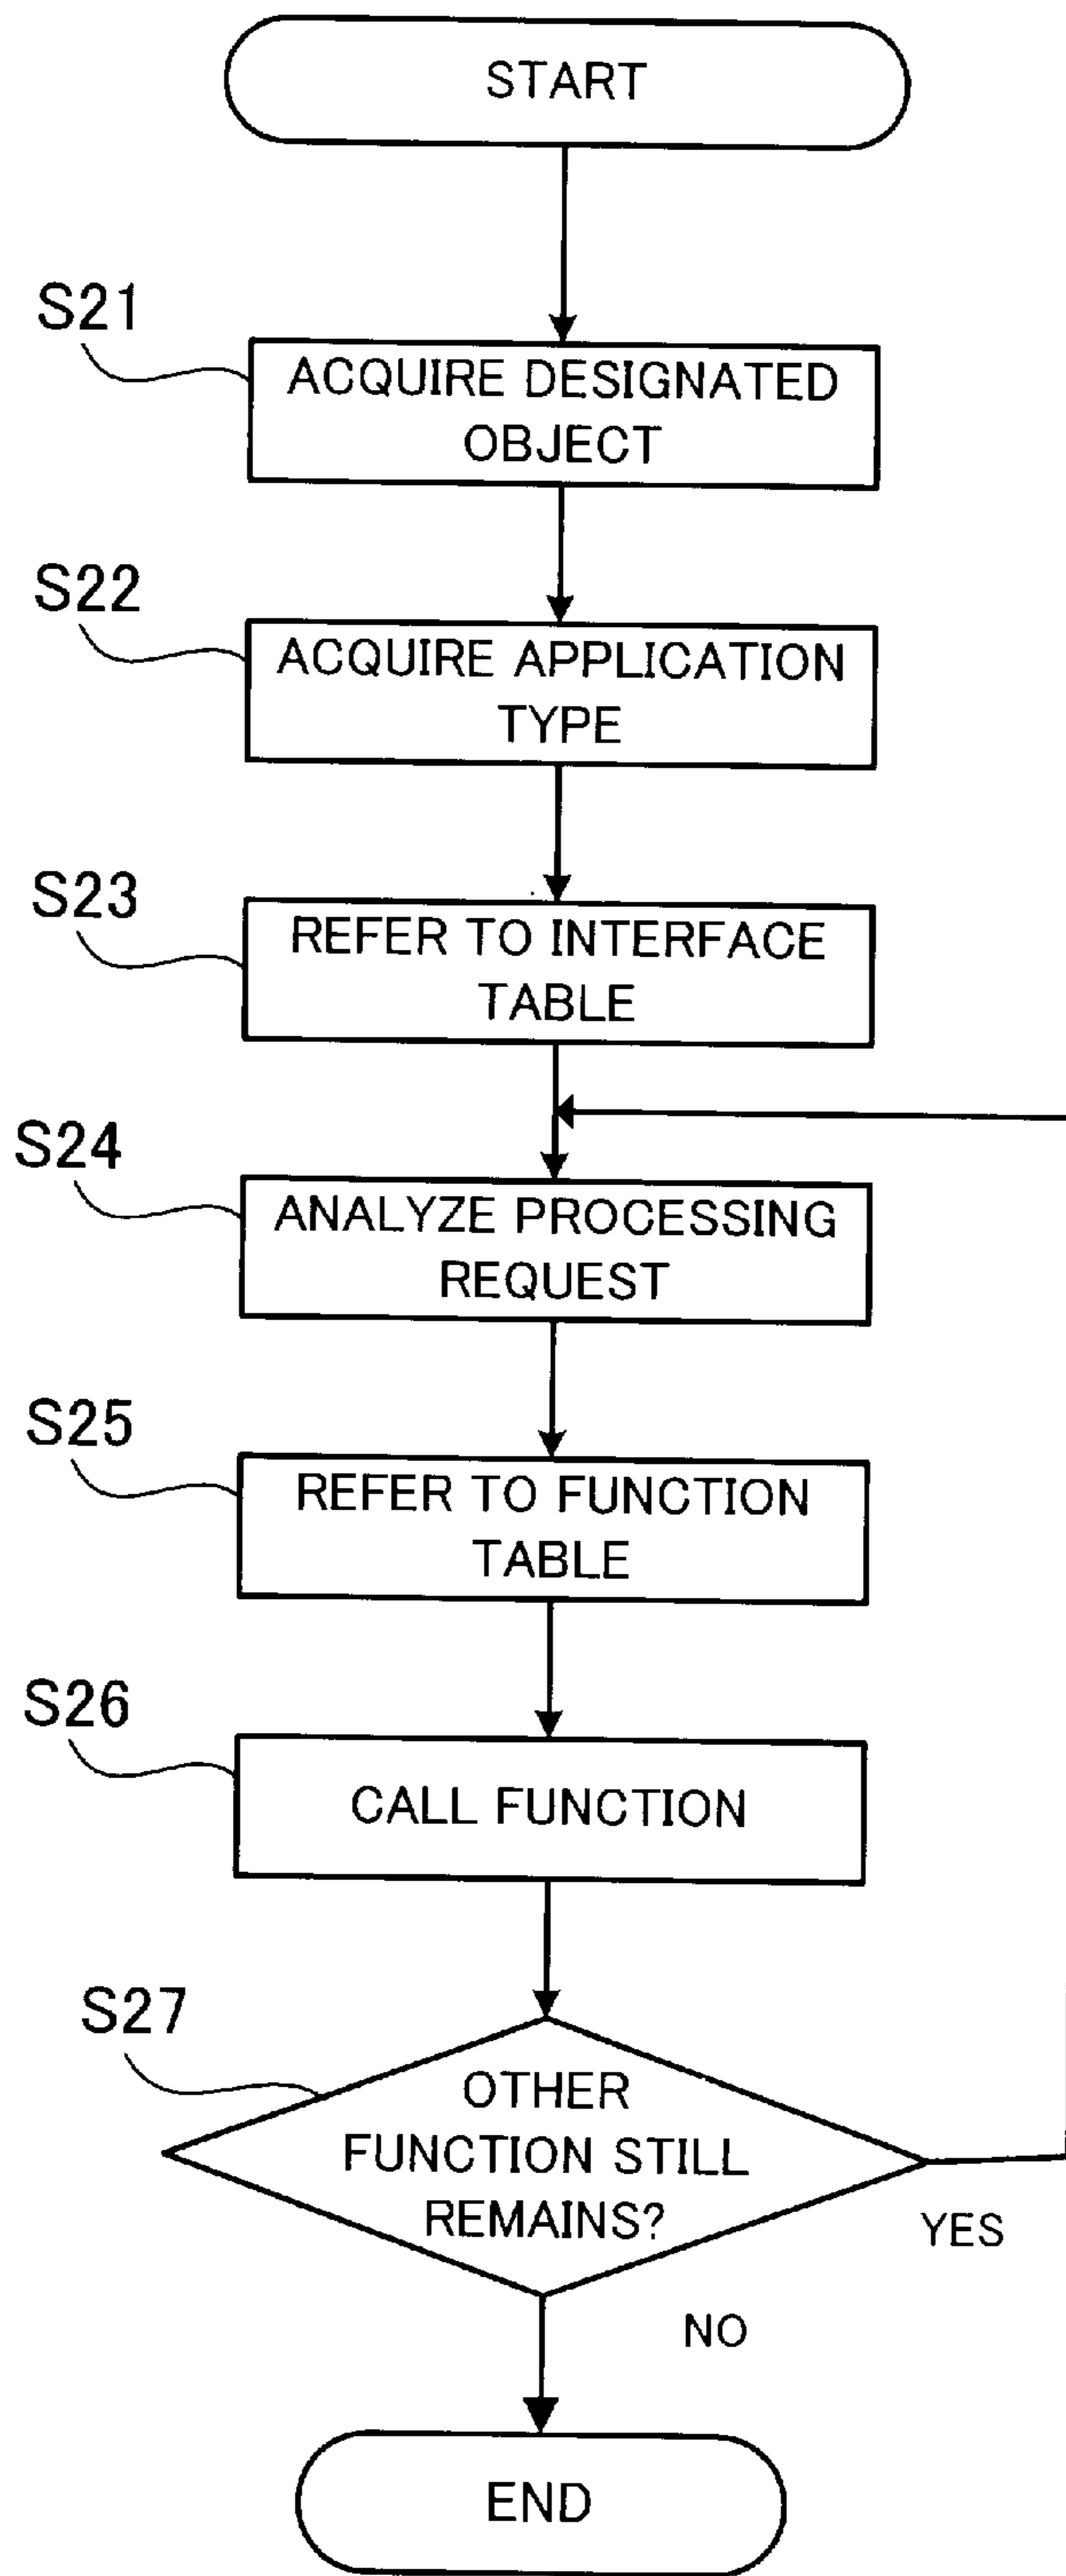 START
S21
ACQUIRE DESIGNATED
OBJECT
S22
ACQUIRE APPLICATION
TYPE
S23
REFER TO INTERFACE
TABLE
S24
ANALYZE PROCESSING
REQUEST
S25
REFER TO FUNCTION
TABLE
S26
CALL FUNCTION
S27
OTHER
FUNCTION STILL
REMAINS?
YES
NO
END